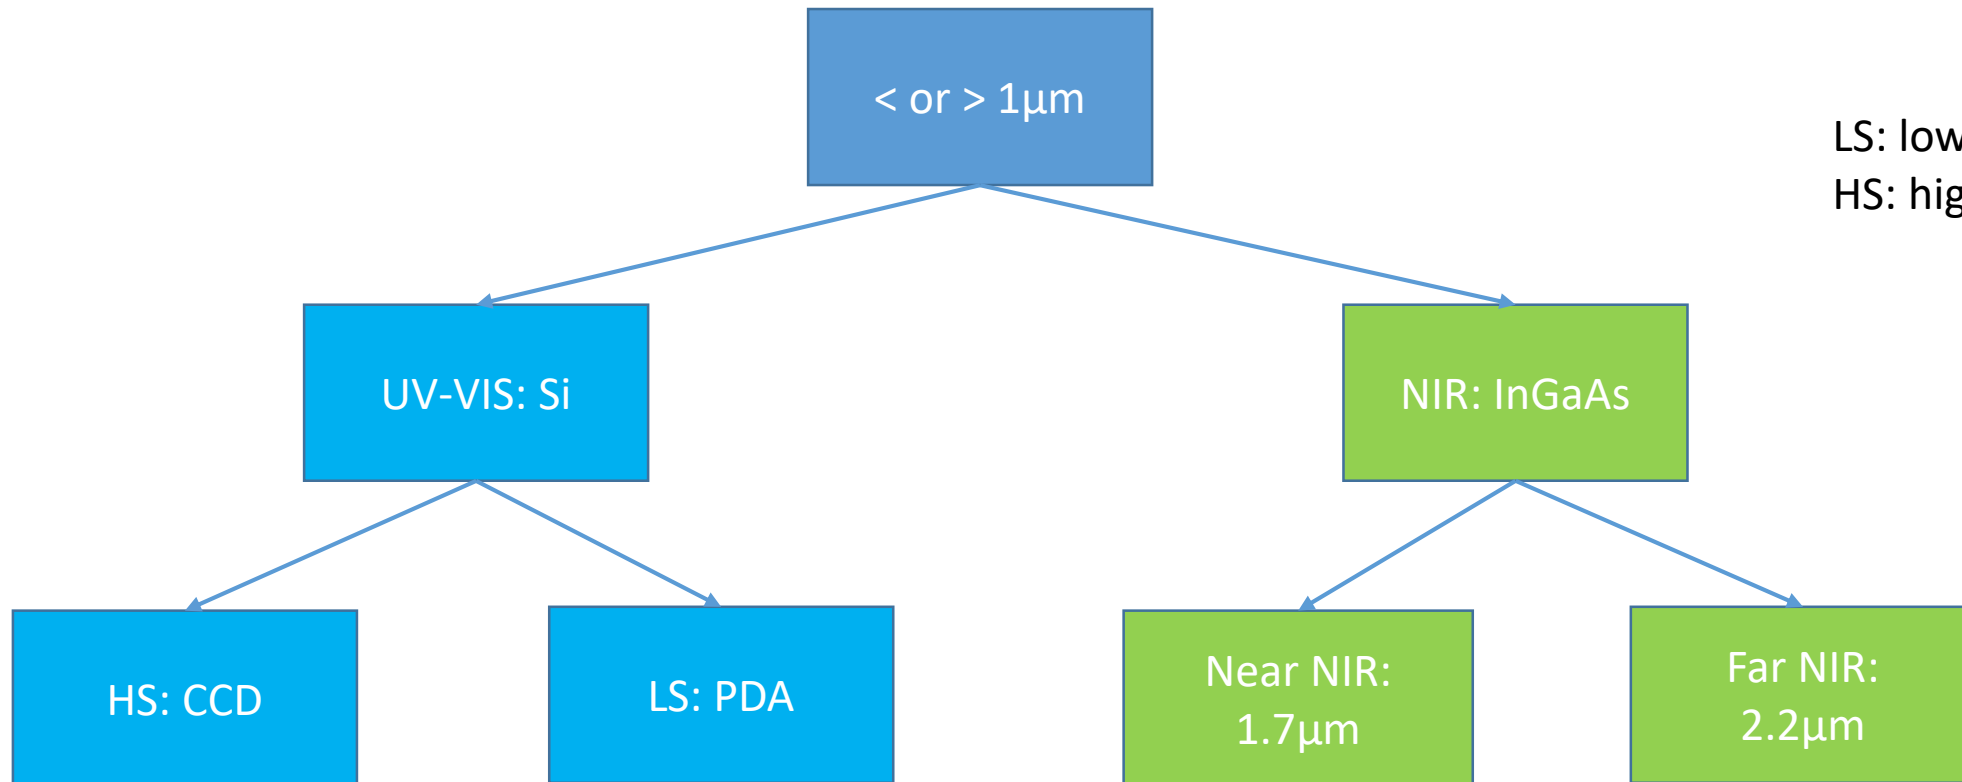 < or > 1µm
LS: low
HS: hig
UV-VIS: Si
NIR: InGaAs
HS: CCD
LS: PDA
Near NIR:
1.7µm
Far NIR:
2.2µm